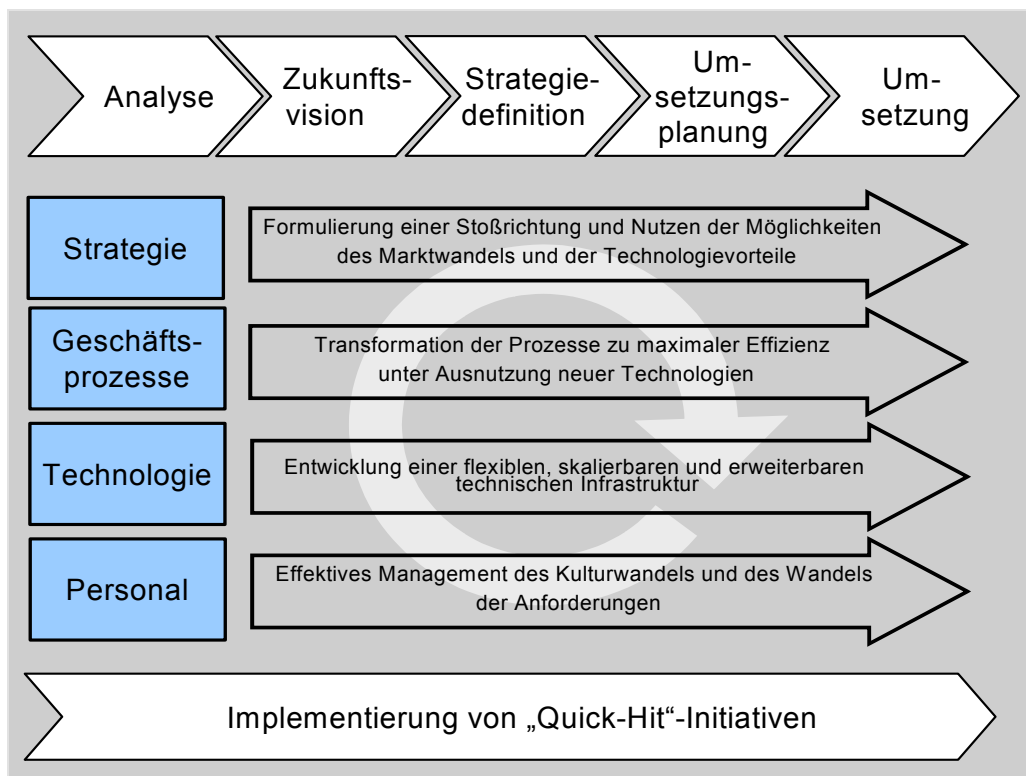 Analyse
Zukunfts-
vision
Strategie-
definition
Um-
setzungs-
planung
Um-
setzung
Strategie
Formulierung einer Stoßrichtung und Nutzen der Möglichkeiten
des Marktwandels und der Technologievorteile
Geschäfts-
prozesse
Transformation der Prozesse zu maximaler Effizienz
unter Ausnutzung neuer Technologien
Technologie
Entwicklung einer flexiblen, skalierbaren und erweiterbaren
technischen Infrastruktur
Personal
Effektives Management des Kulturwandels und des Wandels
der Anforderungen
Implementierung von „Quick-Hit“-Initiativen